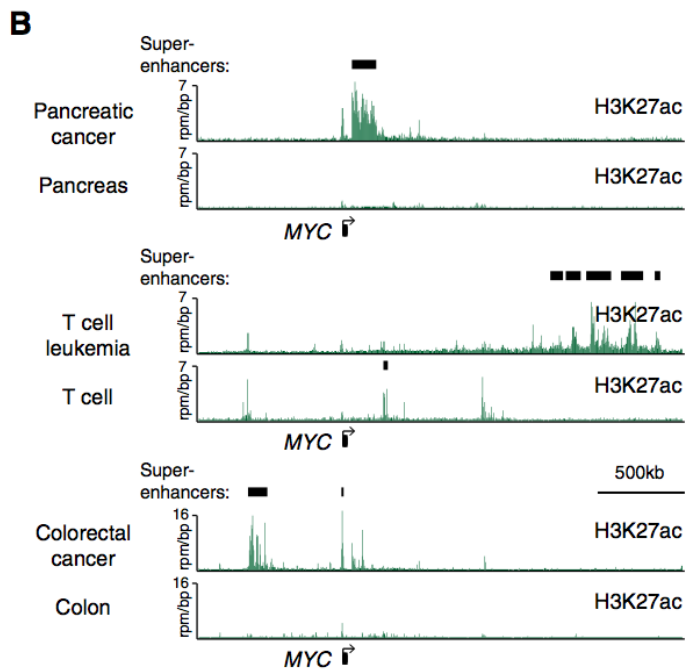 B
Super-
enhancers:
7
rpm/bp
Pancreatic
cancer
H3K27ac
7
rpm/bp
Pancreas
H3K27ac
MYC
Super-
enhancers:
7
rpm/bp
T cell
leukemia
H3K27ac
7
rpm/bp
T cell
H3K27ac
MYC
Super-
enhancers:
500kb
16
rpm/bp
Colorectal
cancer
H3K27ac
16
rpm/bp
Colon
H3K27ac
MYC